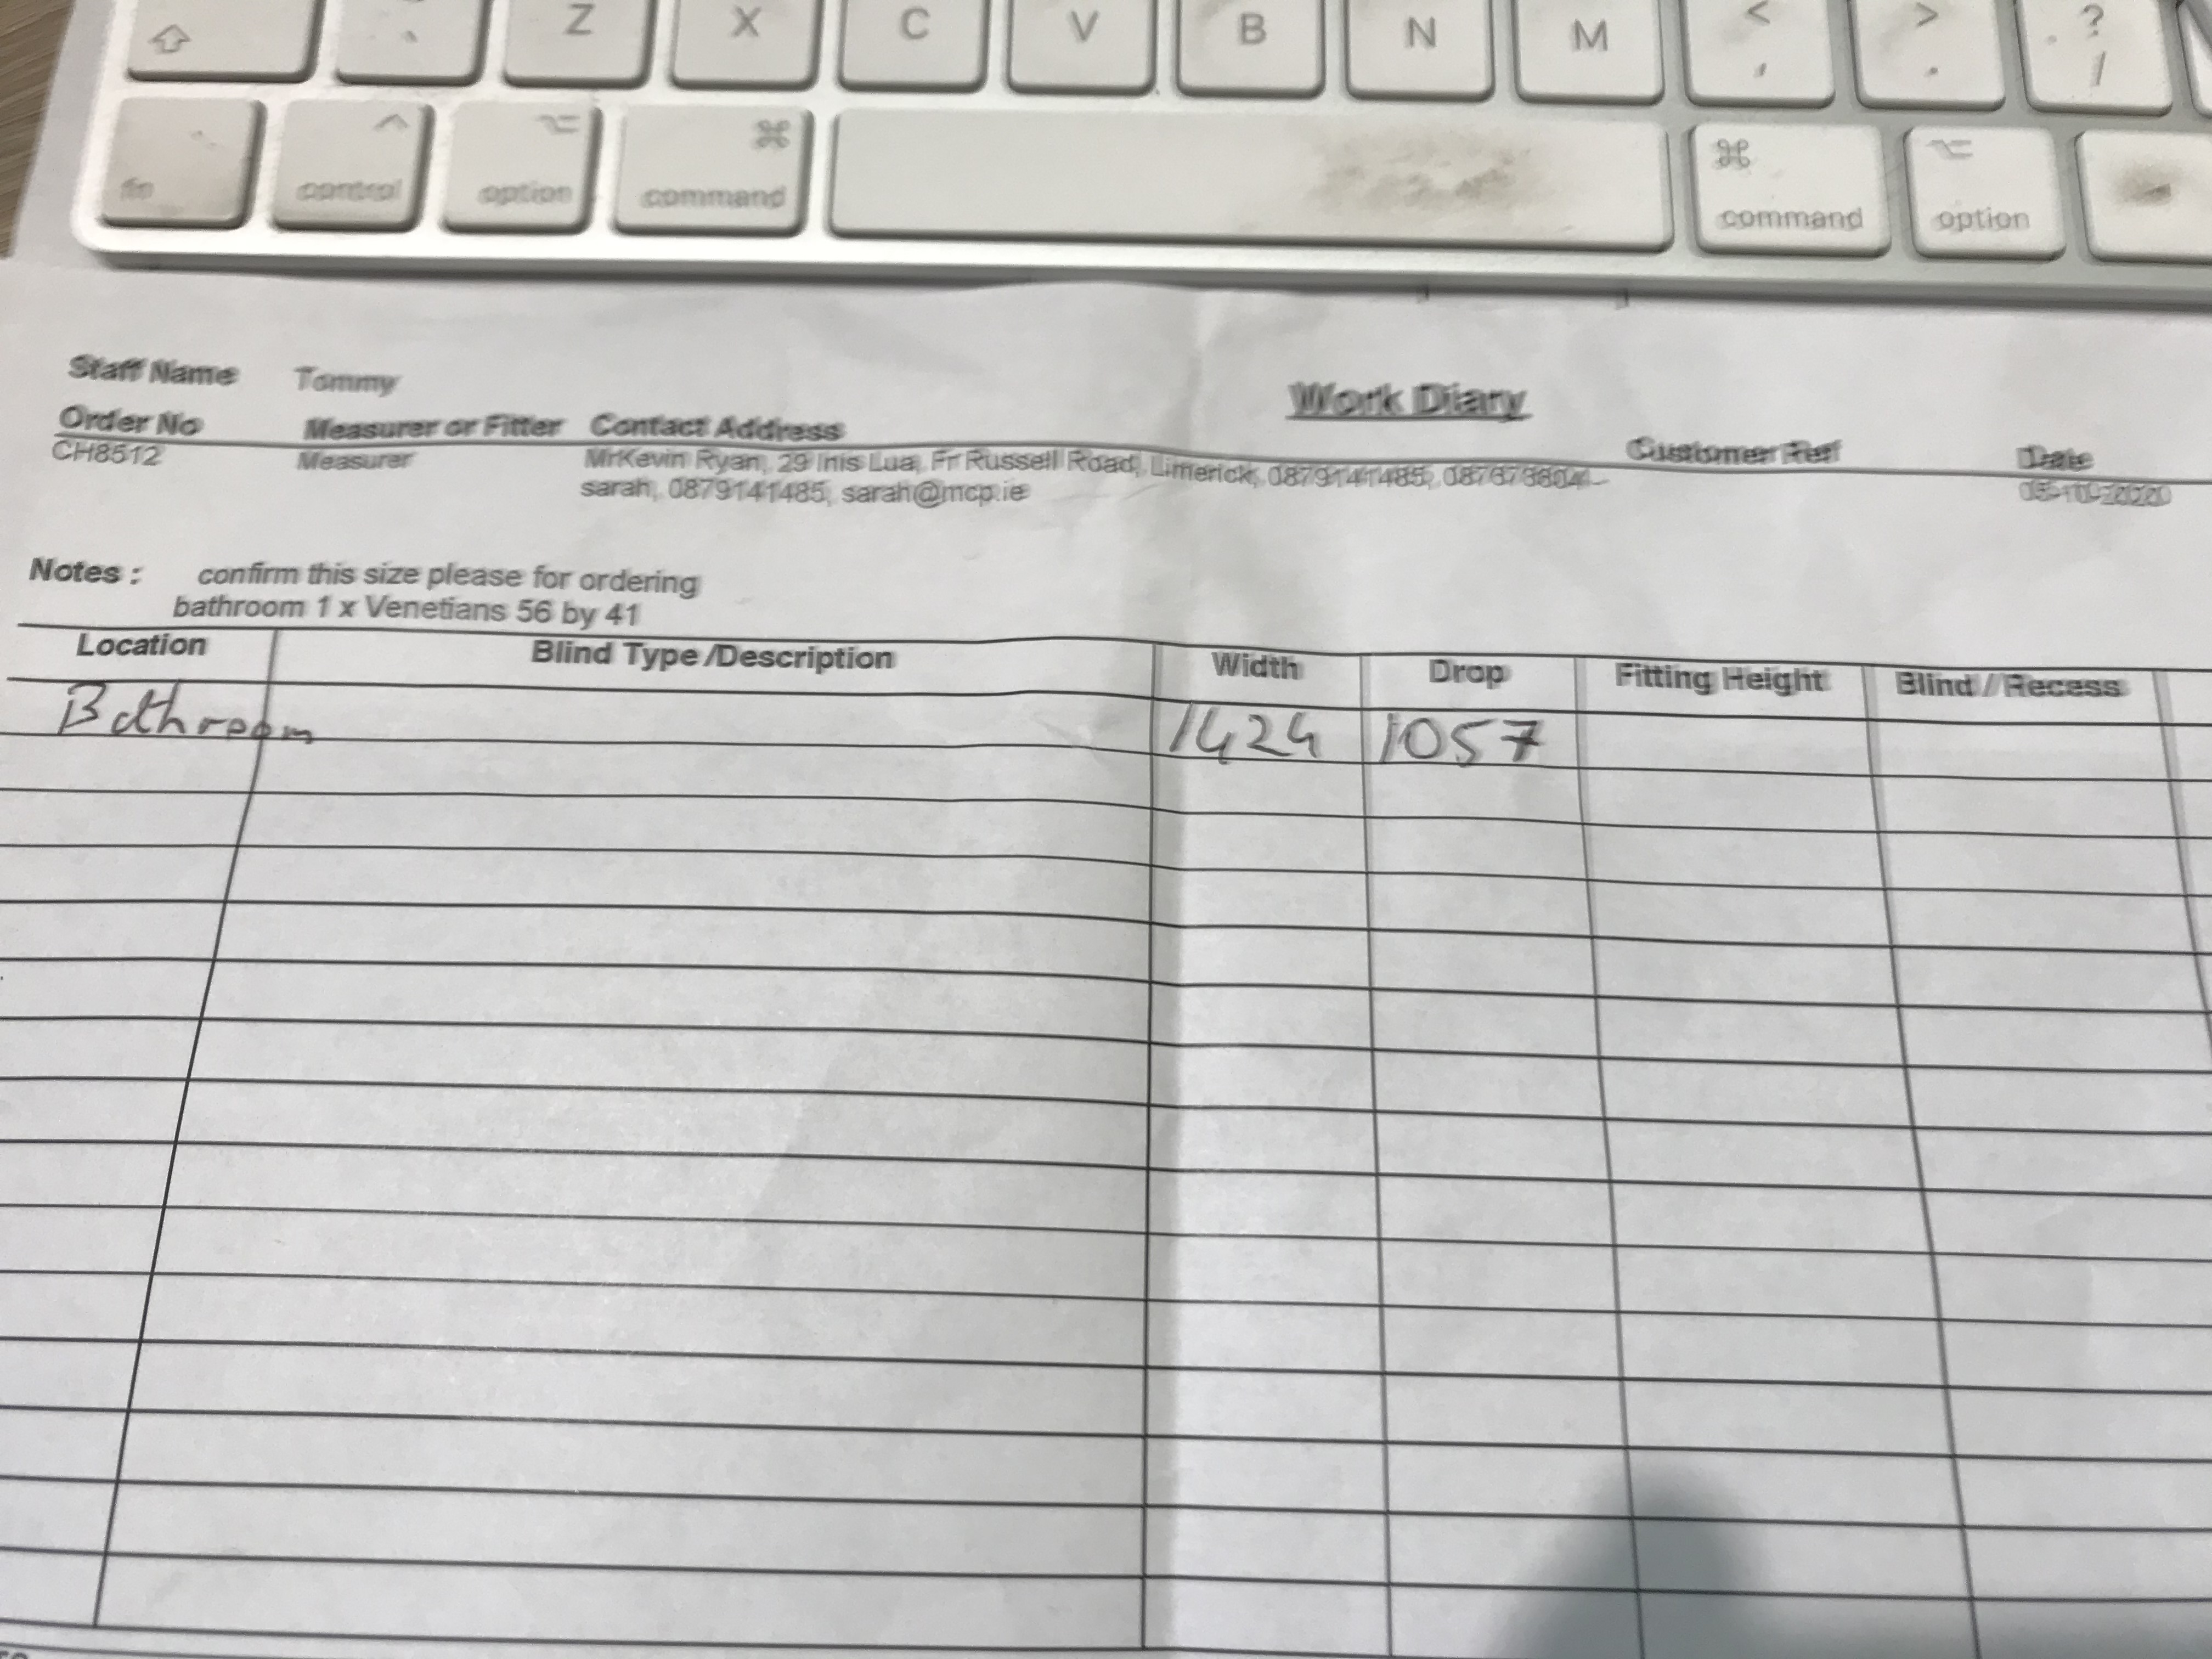 Z X C V B N M < , > . ? /
fn control option command command option
Staff Name Tommy
Work Diary
Order No Measurer or Fitter Contact Address Customer Ref Date
CH8512 Measurer MrKevin Ryan, 29 Inis Lua, Fr Russell Road, Limerick, 0879141485,
sarah, 0879141485, sarah@mcp.ie
Notes : confirm this size please for ordering
bathroom 1 x Venetians 56 by 41
Location Blind Type /Description Width Drop Fitting Height Blind / Recess
Bathroom 1424 1057